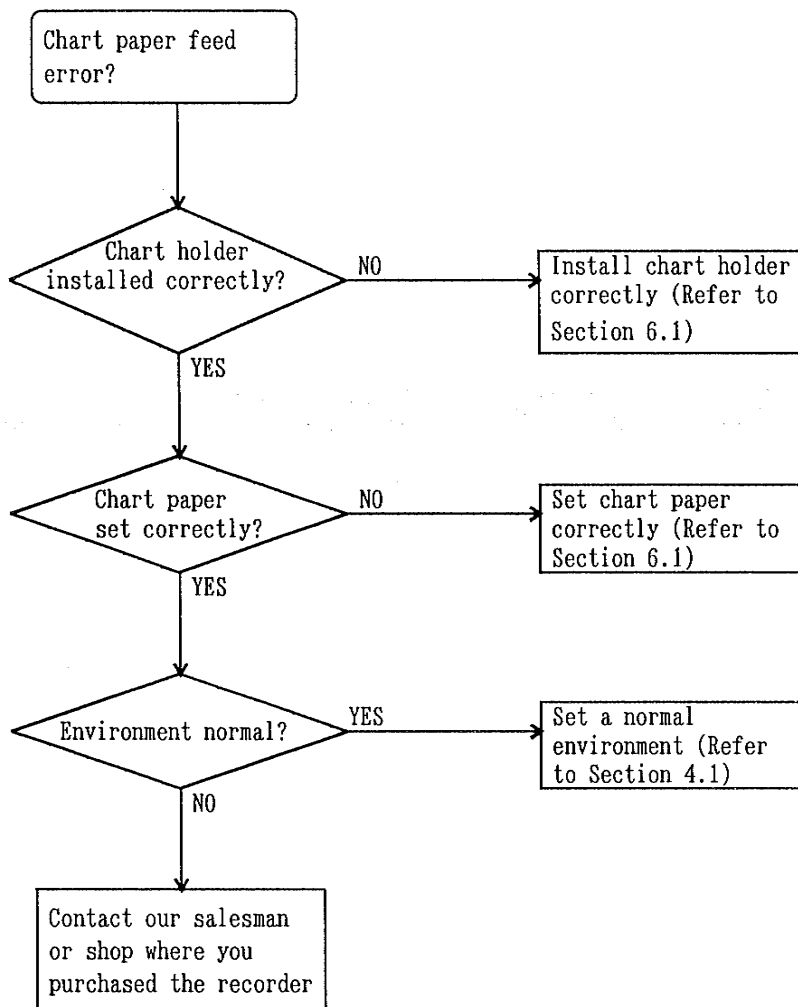 Chart paper feed
error?
Chart holder
installed correctly?
NO
Install chart holder
correctly (Refer to
Section 6.1)
YES
Chart paper
set correctly?
NO
Set chart paper
correctly (Refer to
Section 6.1)
YES
Environment normal?
YES
Set a normal
environment (Refer
to Section 4.1)
NO
Contact our salesman
or shop where you
purchased the recorder